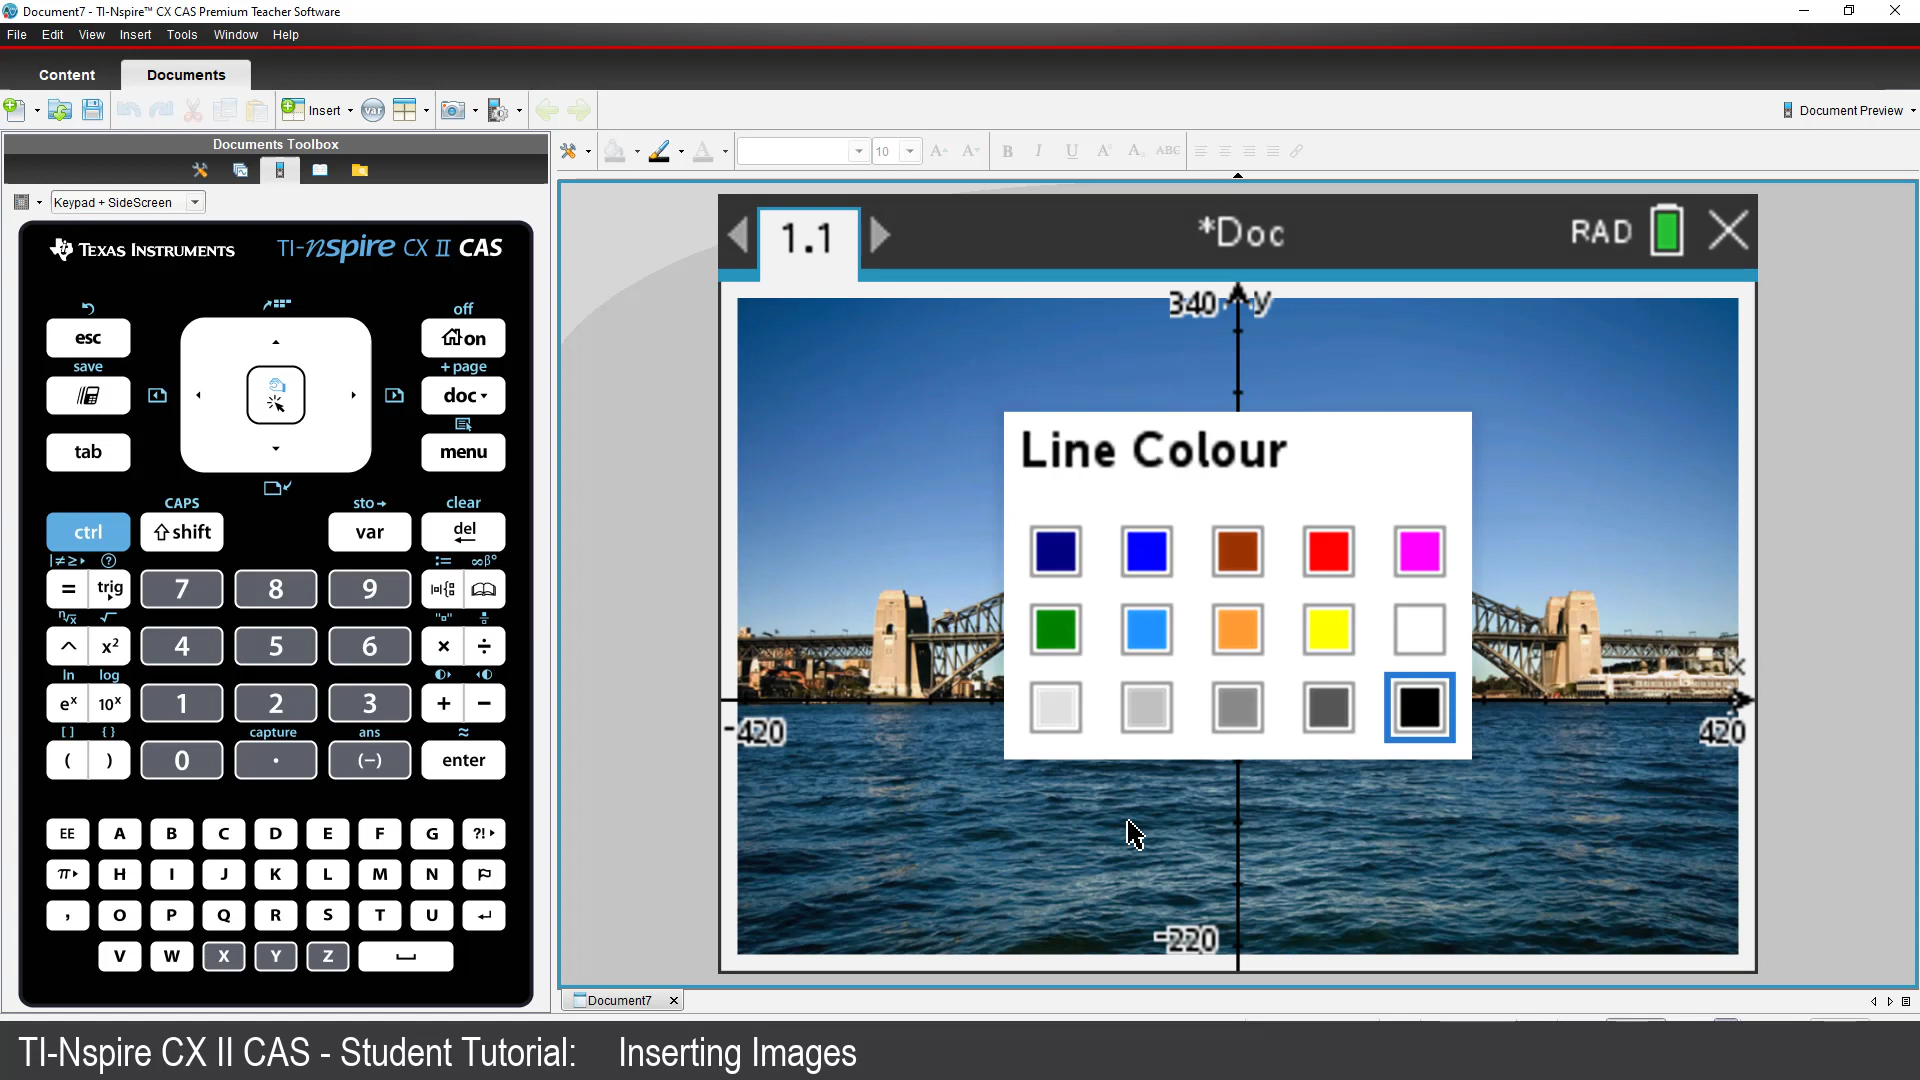 Document7 - TI-Nspire™ CX CAS Premium Teacher Software
File Edit View Insert Tools Window Help
Content Documents
Insert var Document Preview
Documents Toolbox
10 B I U A A ABC
Keypad + SideScreen
TEXAS INSTRUMENTS TI-nspire CX II CAS
1.1 *Doc RAD
off
esc on
save + page
doc
tab menu
CAPS sto→ clear
ctrl shift var del
|≠≥▸ ? := ∞β°
= trig 7 8 9
ⁿ√x √ "▫"
^ x² 4 5 6 × ÷
ln log
eˣ 10ˣ 1 2 3 + −
[ ] { } capture ans ≈
( ) 0 . (−) enter
EE A B C D E F G ?!▸
π▸ H I J K L M N
, O P Q R S T U
V W X Y Z
340 y
Line Colour
x
-420 420
-220
Document7
TI-Nspire CX II CAS - Student Tutorial: Inserting Images